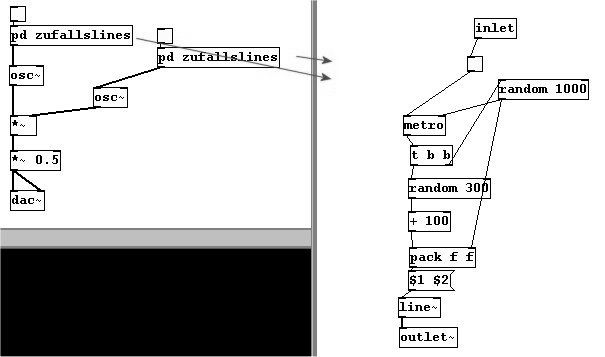 pd zufallslines
pd zufallslines
osc~
osc~
*~
*~ 0.5
dac~
inlet
random 1000
metro
t b b
random 300
+ 100
pack f f
$1 $2
line~
outlet~